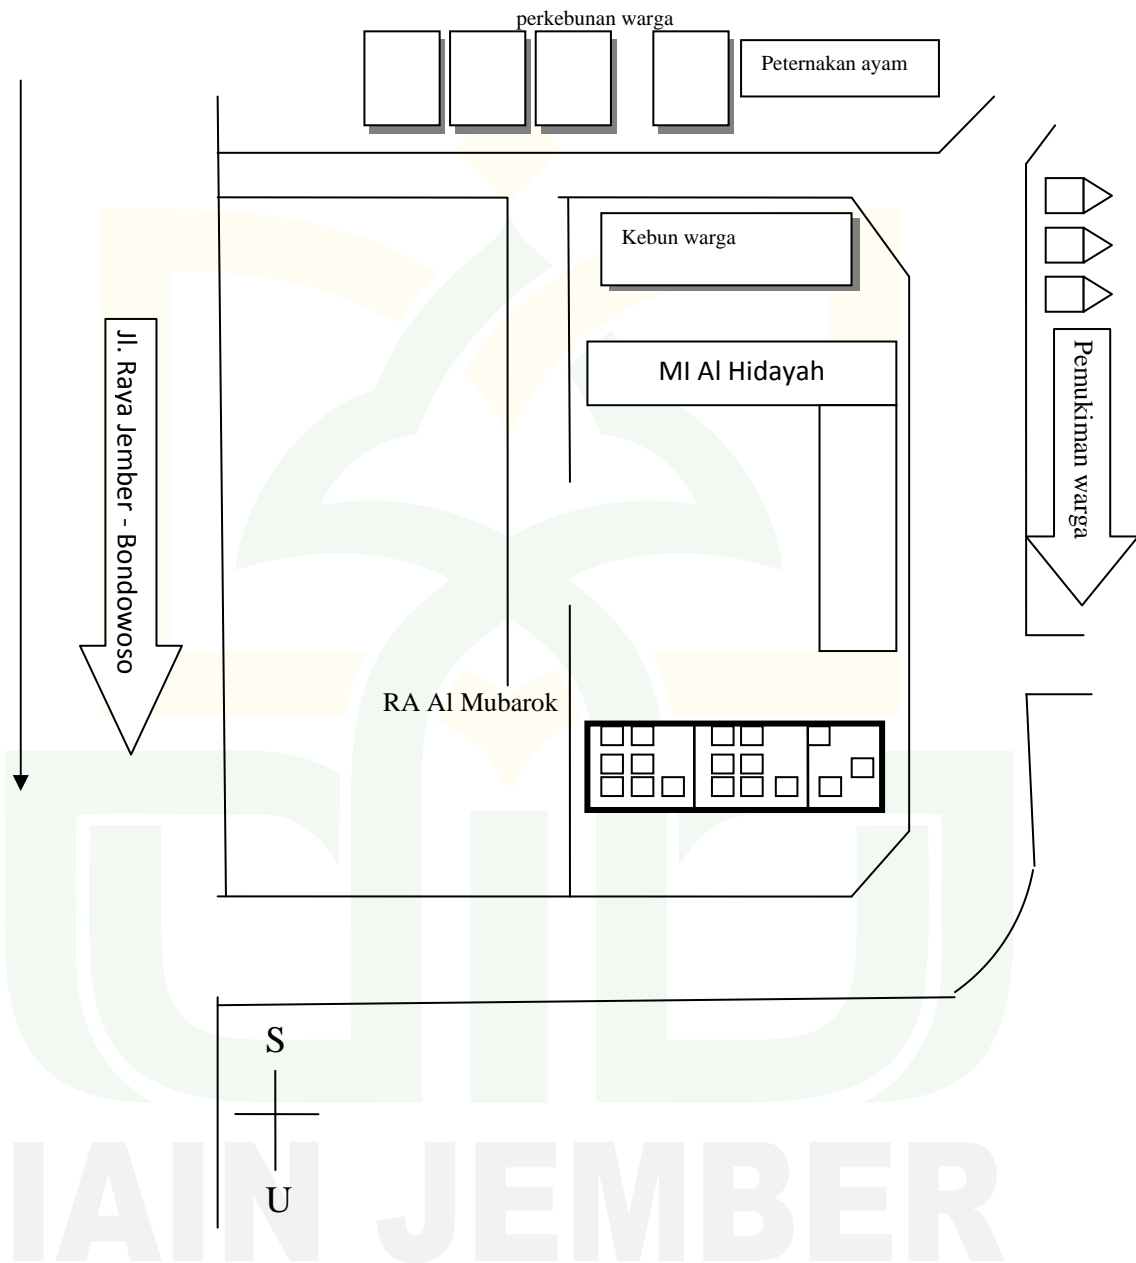 perkebunan warga
Peternakan ayam
Kebun warga
MI Al Hidayah
Jl. Raya Jember - Bondowoso
Pemukiman warga
RA Al Mubarok
S
U
IAIN JEMBER